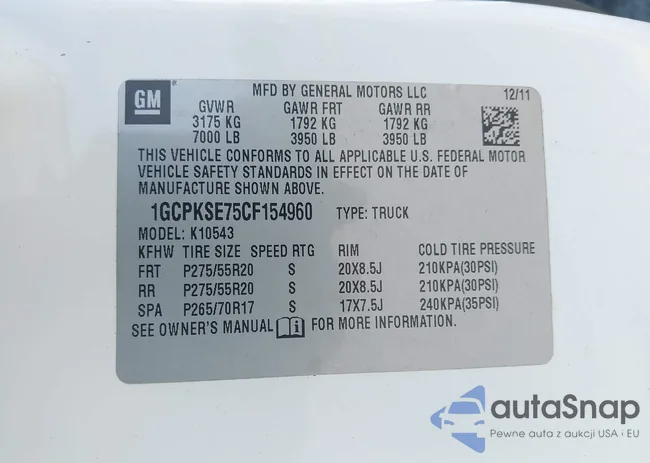 GM
MFD BY GENERAL MOTORS LLC 12/11
GVWR GAWR FRT GAWR RR
3175 KG 1792 KG 1792 KG
7000 LB 3950 LB 3950 LB
THIS VEHICLE CONFORMS TO ALL APPLICABLE U.S. FEDERAL MOTOR
VEHICLE SAFETY STANDARDS IN EFFECT ON THE DATE OF
MANUFACTURE SHOWN ABOVE.
1GCPKSE75CF154960 TYPE: TRUCK
MODEL: K10543
KFHW TIRE SIZE SPEED RTG RIM COLD TIRE PRESSURE
FRT P275/55R20 S 20X8.5J 210KPA(30PSI)
RR P275/55R20 S 20X8.5J 210KPA(30PSI)
SPA P265/70R17 S 17X7.5J 240KPA(35PSI)
SEE OWNER'S MANUAL FOR MORE INFORMATION.
autaSnap
Pewne auta z aukcji USA i EU